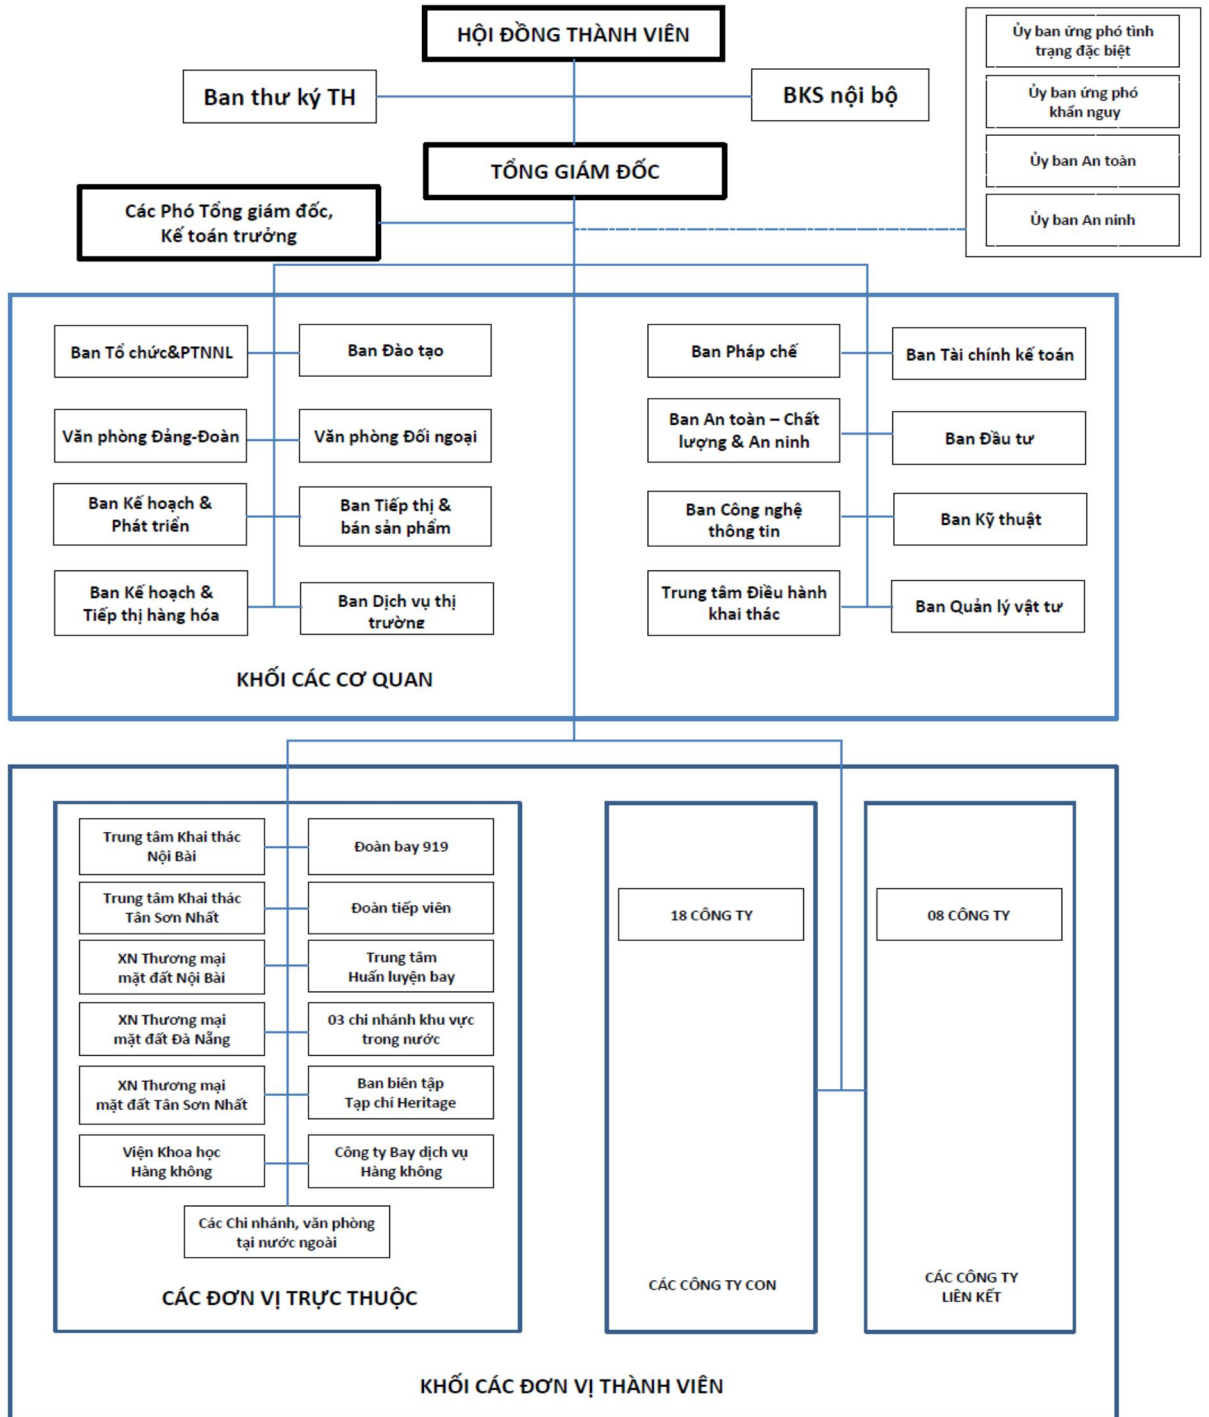 HỘI ĐỒNG THÀNH VIÊN
Ban thư ký TH
BKS nội bộ
Ủy ban ứng phó tình
trạng đặc biệt
Ủy ban ứng phó
khẩn nguy
Ủy ban An toàn
Ủy ban An ninh
TỔNG GIÁM ĐỐC
Các Phó Tổng giám đốc,
Kế toán trưởng
Ban Tổ chức&PTNNL
Ban Đào tạo
Ban Pháp chế
Ban Tài chính kế toán
Văn phòng Đảng-Đoàn
Văn phòng Đối ngoại
Ban An toàn – Chất
lượng & An ninh
Ban Đầu tư
Ban Kế hoạch &
Phát triển
Ban Tiếp thị &
bán sản phẩm
Ban Công nghệ
thông tin
Ban Kỹ thuật
Ban Kế hoạch &
Tiếp thị hàng hóa
Ban Dịch vụ thị
trường
Trung tâm Điều hành
khai thác
Ban Quản lý vật tư
KHỐI CÁC CƠ QUAN
Trung tâm Khai thác
Nội Bài
Đoàn bay 919
Trung tâm Khai thác
Tân Sơn Nhất
Đoàn tiếp viên
XN Thương mại
mặt đất Nội Bài
Trung tâm
Huấn luyện bay
XN Thương mại
mặt đất Đà Nẵng
03 chi nhánh khu vực
trong nước
XN Thương mại
mặt đất Tân Sơn Nhất
Ban biên tập
Tạp chí Heritage
Viện Khoa học
Hàng không
Công ty Bay dịch vụ
Hàng không
Các Chi nhánh, văn phòng
tại nước ngoài
CÁC ĐƠN VỊ TRỰC THUỘC
18 CÔNG TY
CÁC CÔNG TY CON
08 CÔNG TY
CÁC CÔNG TY
LIÊN KẾT
KHỐI CÁC ĐƠN VỊ THÀNH VIÊN